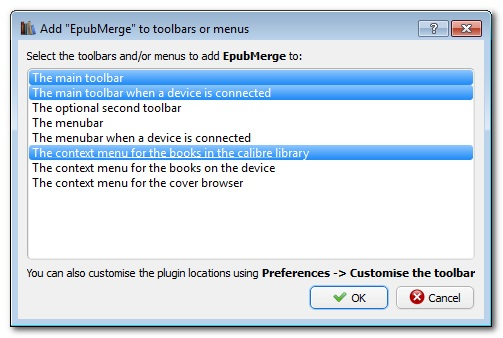 Add "EpubMerge" to toolbars or menus
Select the toolbars and/or menus to add EpubMerge to:
The main toolbar
The main toolbar when a device is connected
The optional second toolbar
The menubar
The menubar when a device is connected
The context menu for the books in the calibre library
The context menu for the books on the device
The context menu for the cover browser
You can also customise the plugin locations using Preferences -> Customise the toolbar
OK Cancel